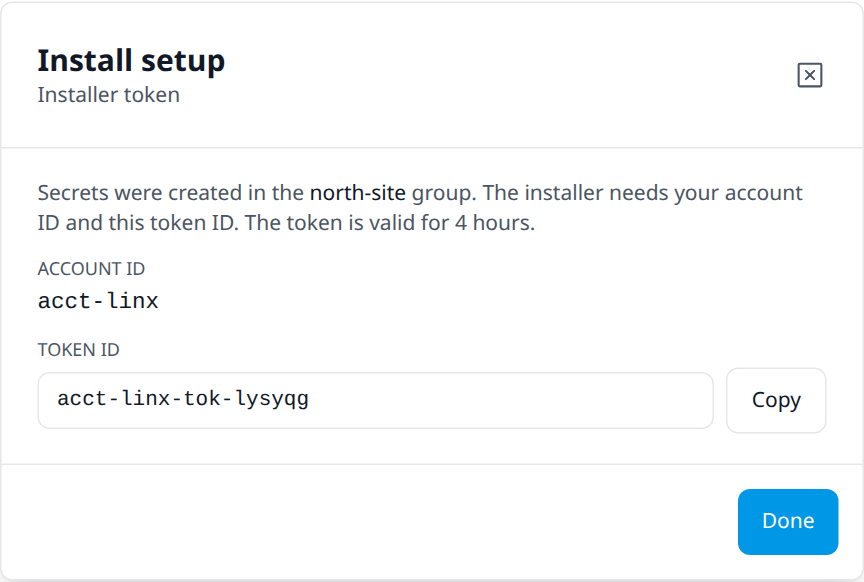 Install setup
Installer token
Secrets were created in the north-site group. The installer needs your account
ID and this token ID. The token is valid for 4 hours.
ACCOUNT ID
acct-linx
TOKEN ID
acct-linx-tok-lysyqg
Copy
Done